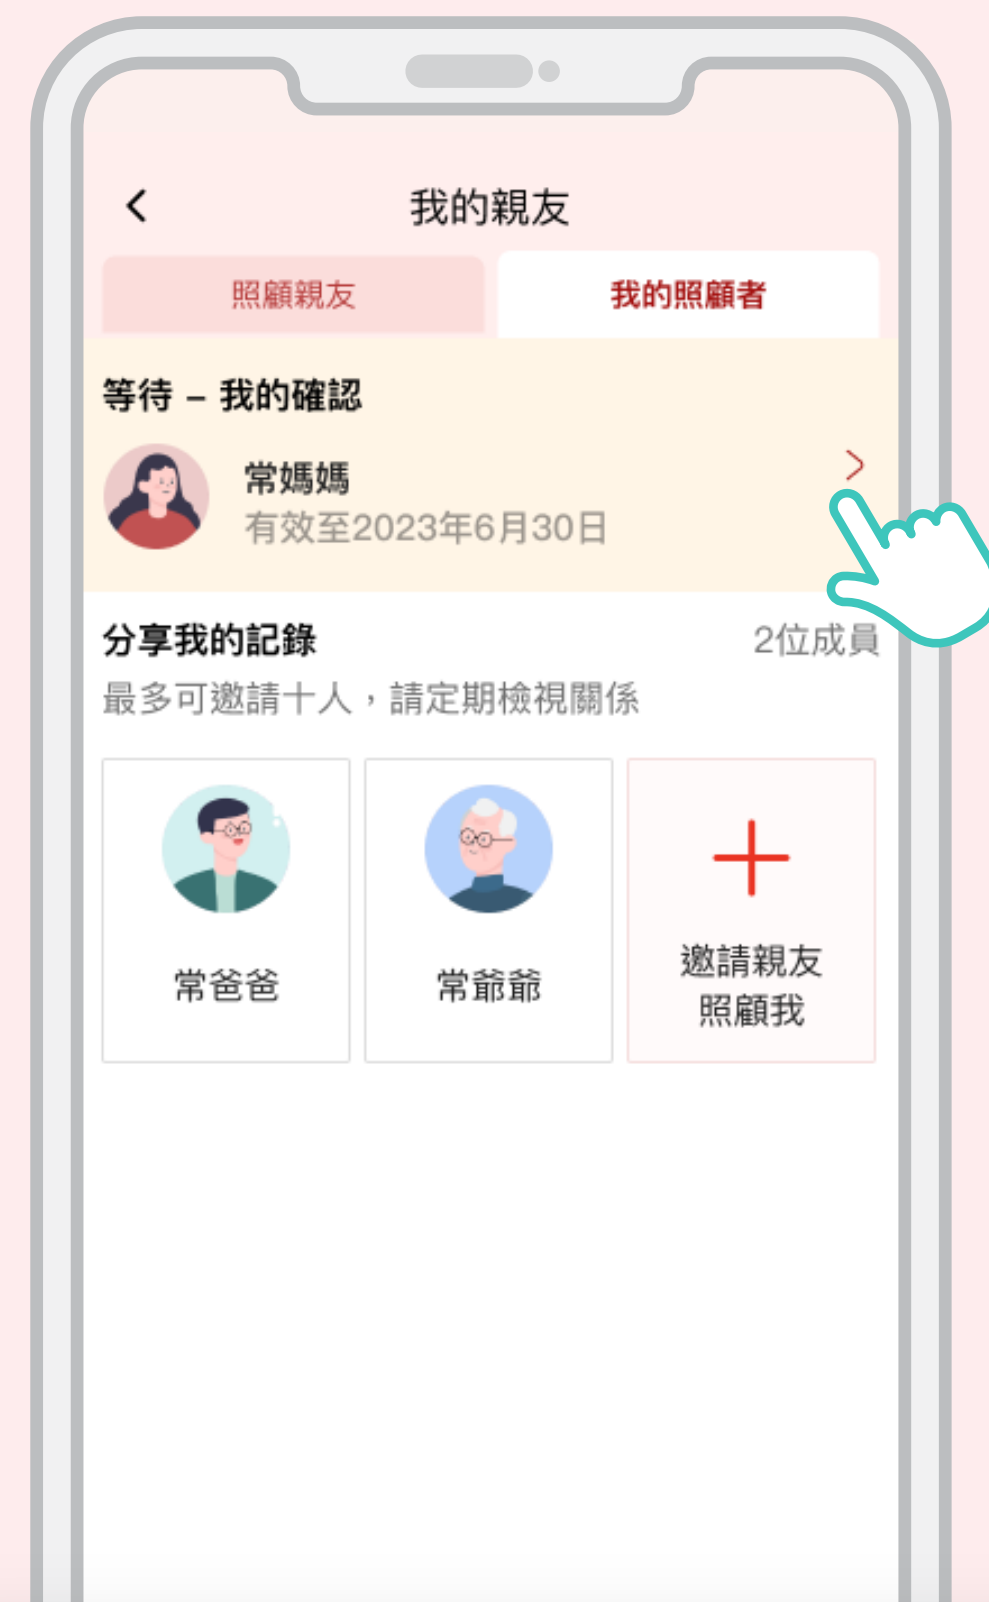 我的親友
照顧親友
我的照顧者
等待 – 我的確認
常媽媽
有效至2023年6月30日
分享我的記錄
2位成員
最多可邀請十人，請定期檢視關係
常爸爸
常爺爺
邀請親友
照顧我